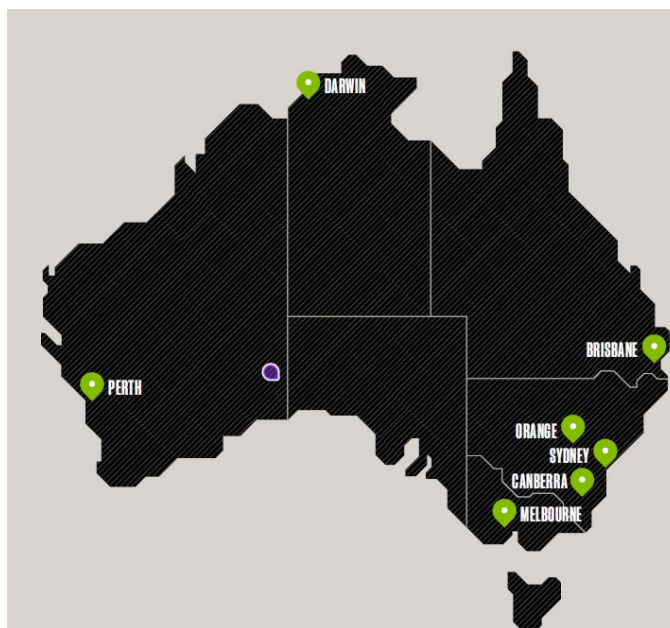 DARWIN
BRISBANE
PERTH
ORANGE
SYDNEY
CANBERRA
MELBOURNE